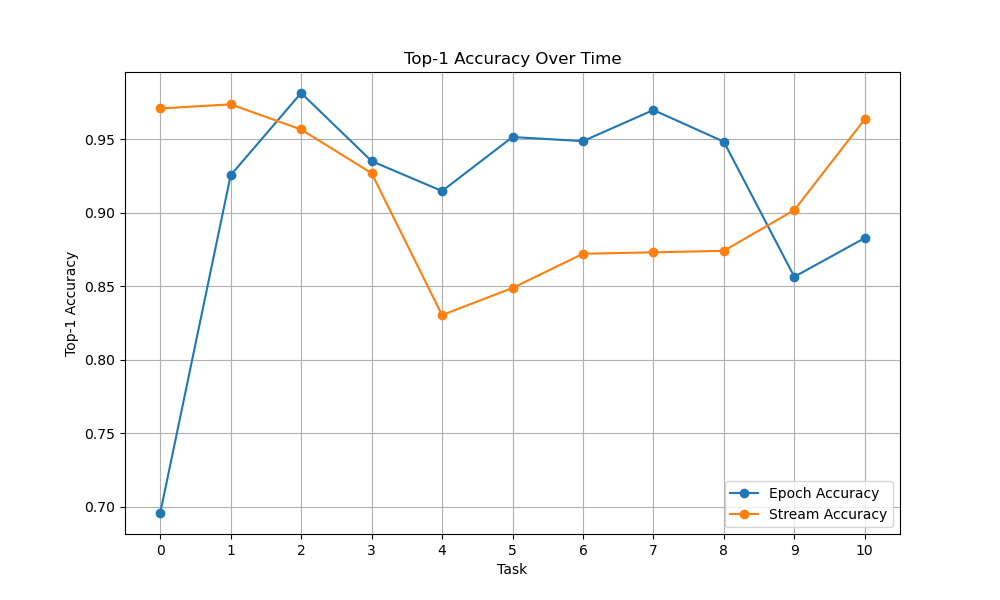 Top-1 Accuracy Over Time
Top-1 Accuracy
0.95
0.90
0.85
0.80
0.75
0.70
0 1 2 3 4 5 6 7 8 9 10
Task
Epoch Accuracy
Stream Accuracy